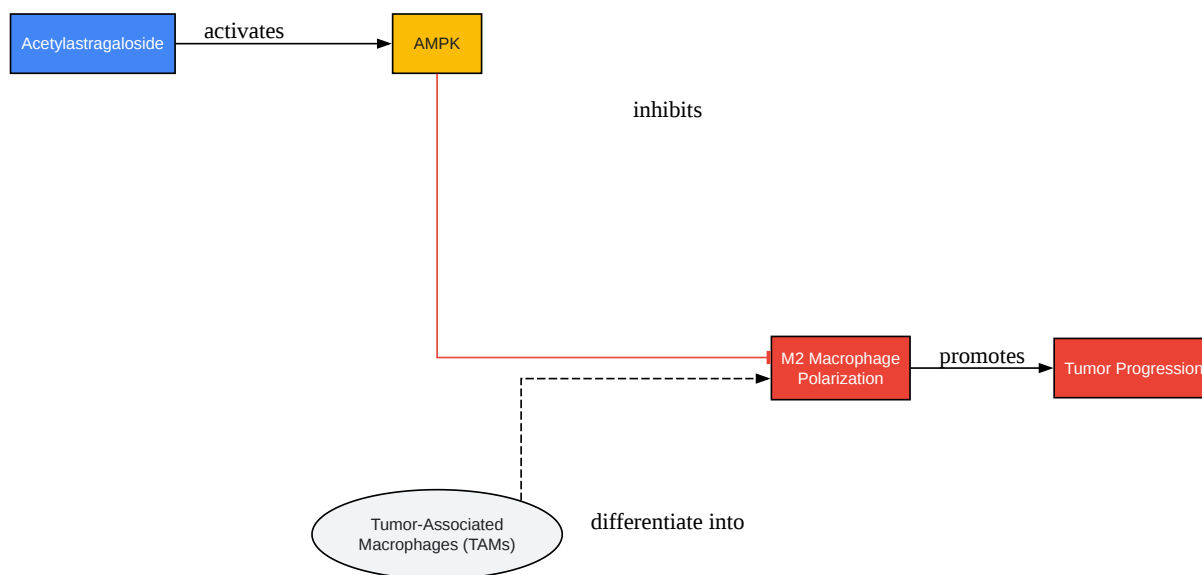 Acetylastragaloside
activates
AMPK
inhibits
M2 Macrophage
Polarization
promotes
Tumor Progression
differentiate into
Tumor-Associated
Macrophages (TAMs)